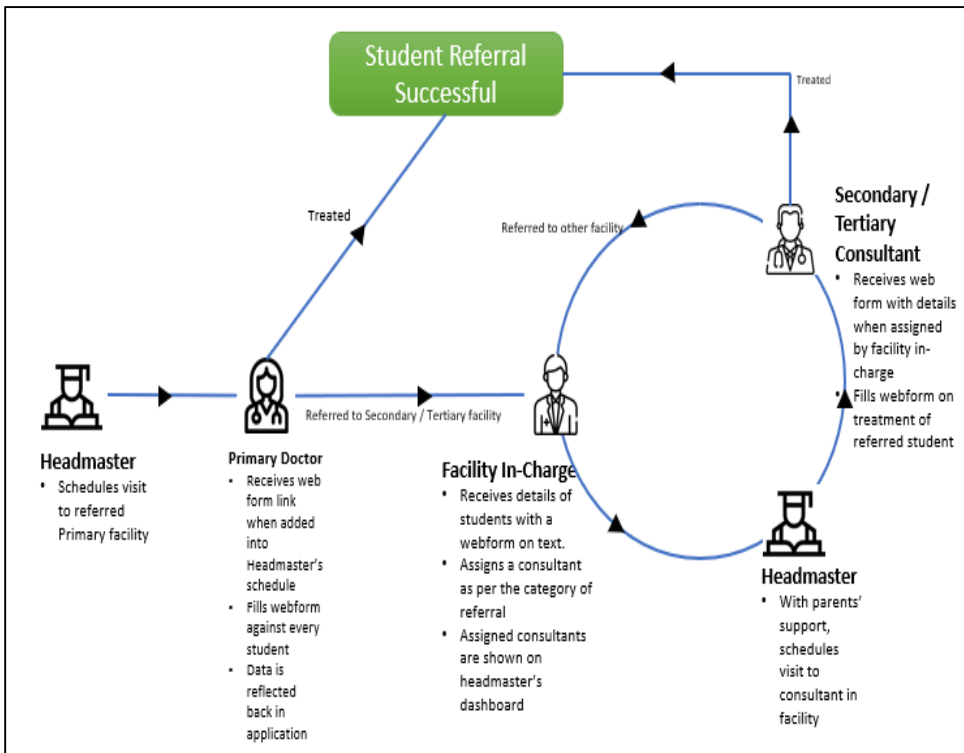 Student Referral
Successful
Treated
Treated
Referred to other facility
Secondary /
Tertiary
Consultant
• Receives web
form with details
when assigned
by facility in-
charge
• Fills webform on
treatment of
referred student
Referred to Secondary / Tertiary facility
Headmaster
• Schedules visit
to referred
Primary facility
Primary Doctor
• Receives web
form link
when added
into
Headmaster's
schedule
• Fills webform
against every
student
• Data is
reflected
back in
application
Facility In-Charge
• Receives details of
students with a
webform on text.
• Assigns a consultant
as per the category of
referral
• Assigned consultants
are shown on
headmaster's
dashboard
Headmaster
• With parents'
support,
schedules
visit to
consultant in
facility